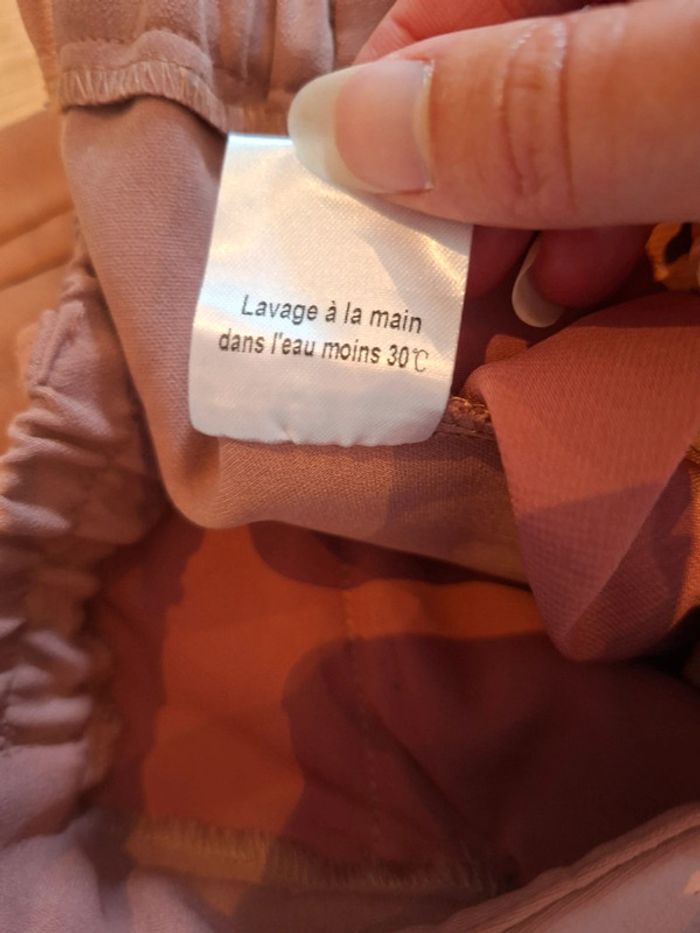 Lavage à la main
dans l'eau moins 30℃